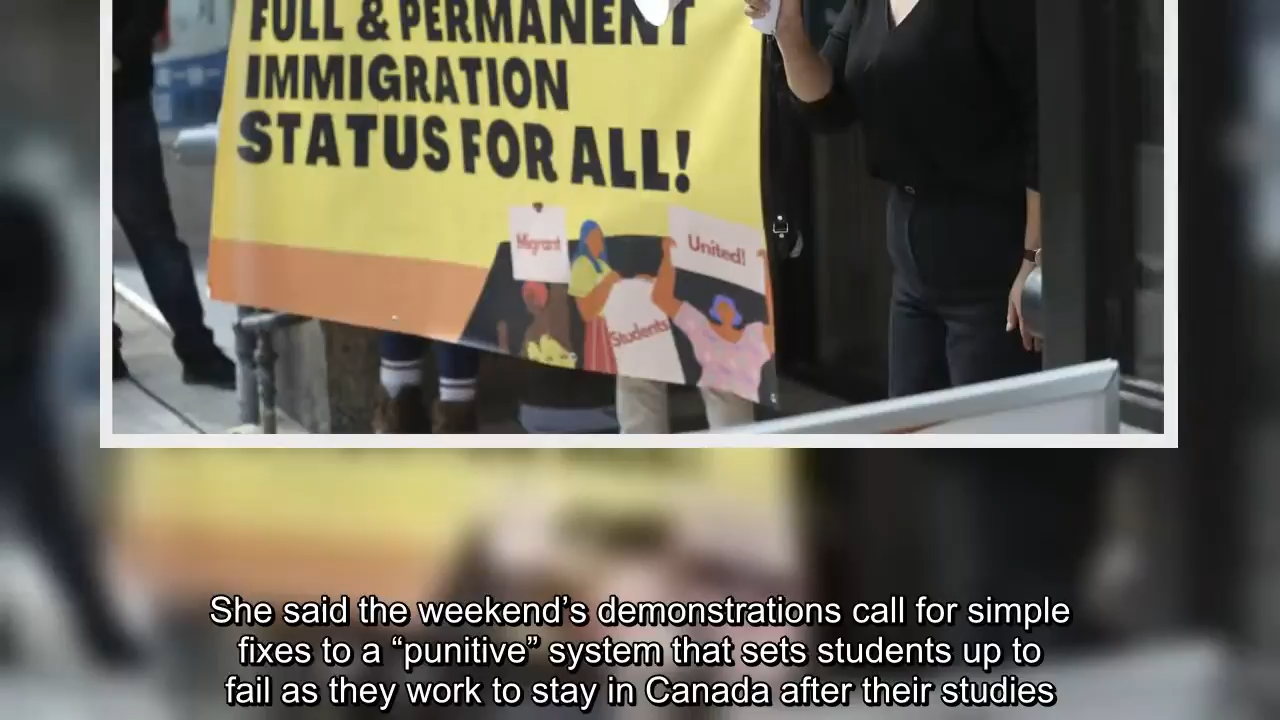 FULL & PERMANENT
IMMIGRATION
STATUS FOR ALL!
Migrant
United!
Students
She said the weekend’s demonstrations call for simple
fixes to a “punitive” system that sets students up to
fail as they work to stay in Canada after their studies